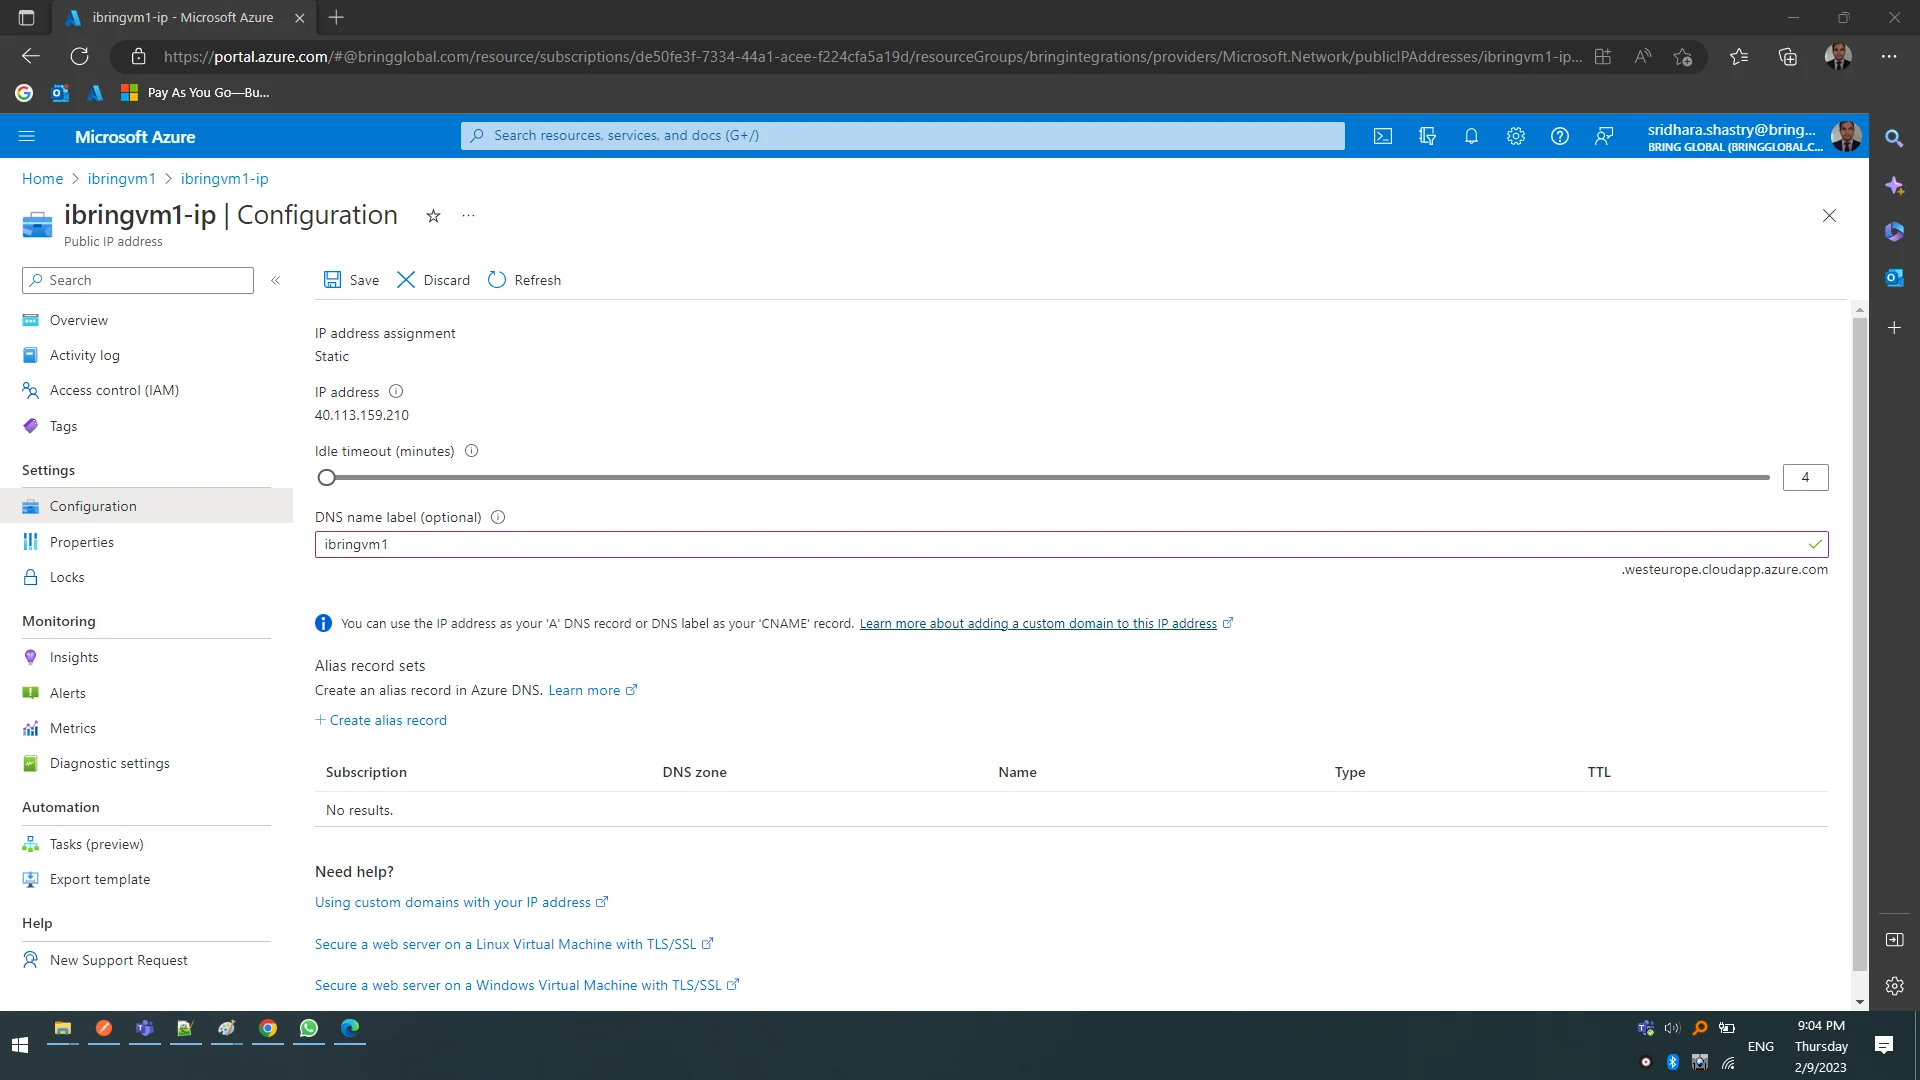 ibringvm1-ip - Microsoft Azure
https://portal.azure.com/#@bringglobal.com/resource/subscriptions/de50fe3f-7334-44a1-acee-f224cfa5a19d/resourceGroups/bringintegrations/providers/Microsoft.Network/publicIPAddresses/ibringvm1-ip...
Pay As You Go—Bu...
Microsoft Azure
Search resources, services, and docs (G+/)
sridhara.shastry@bring...
BRING GLOBAL (BRINGGLOBAL.C...
Home > ibringvm1 > ibringvm1-ip
ibringvm1-ip | Configuration
Public IP address
Search
Save
Discard
Refresh
Overview
Activity log
Access control (IAM)
Tags
Settings
Configuration
Properties
Locks
Monitoring
Insights
Alerts
Metrics
Diagnostic settings
Automation
Tasks (preview)
Export template
Help
New Support Request
IP address assignment
Static
IP address
40.113.159.210
Idle timeout (minutes)
4
DNS name label (optional)
ibringvm1
.westeurope.cloudapp.azure.com
You can use the IP address as your 'A' DNS record or DNS label as your 'CNAME' record. Learn more about adding a custom domain to this IP address
Alias record sets
Create an alias record in Azure DNS. Learn more
+ Create alias record
Subscription DNS zone Name Type TTL
No results.
Need help?
Using custom domains with your IP address
Secure a web server on a Linux Virtual Machine with TLS/SSL
Secure a web server on a Windows Virtual Machine with TLS/SSL
ENG
9:04 PM
Thursday
2/9/2023